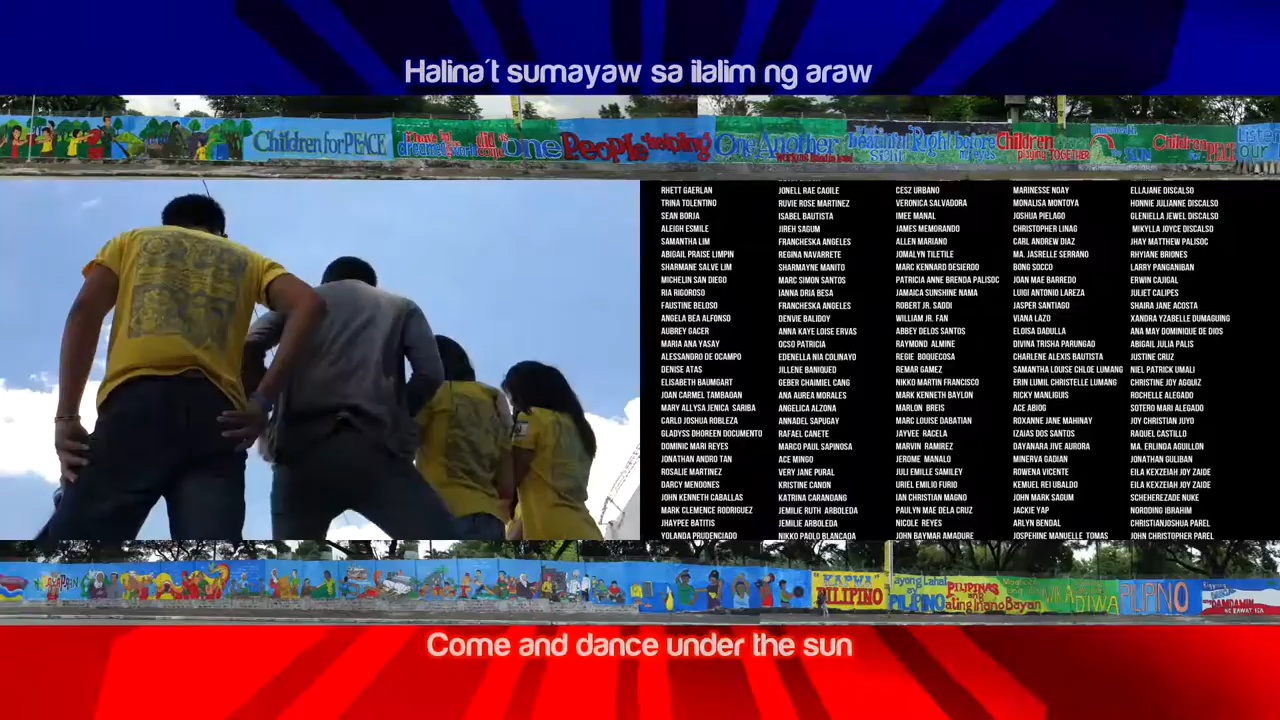 Halina't sumayaw sa ilalim ng araw
Children for PEACE
One People helping One Another
Beautiful Right before
Children
playing TOGETHER
Children
for PEACE
RHETT GAERLAN JONELL RAE CAOILE CESZ URBANO MARINESSE NOAY ELLAJANE DISCALSO
TRINA TOLENTINO RUVIE ROSE MARTINEZ VERONICA SALVADORA MONALISA MONTOYA HONNIE JULIANNE DISCALSO
SEAN BORJA ISABEL BAUTISTA IMEE MANAL JOSHUA PIELAGO GLENIELLA JEWEL DISCALSO
ALEIGH ESMILE JIREH SAGUM JAMES MEMORANDO CHRISTOPHER LINAG MIKYLLA JOYCE DISCALSO
SAMANTHA LIM FRANCHESKA ANGELES ALLEN MARIANO CARL ANDREW DIAZ JHAY MATTHEW PALISOC
ABIGAIL PRAISE LIMPIN REGINA NAVARRETE JOMALYN TILETILE MA. JASRELLE SERRANO RHYIANE BRIONES
SHARMANE SALVE LIM SHARMAYNE MANITO MARC KENNARD DESIERDO BONG SOCCO LARRY PANGANIBAN
MICHELIN SAN DIEGO MARC SIMON SANTOS PATRICIA ANNE BRENDA PALISOC JOAN MAE BARREDO ERWIN CAJIGAL
RIA RIGOROSO IANNA DRIA BESA JAMAICA SUNSHINE NAMA LUIGI ANTONIO LAREZA JULIET CALIPES
FAUSTINE BELOSO FRANCHESKA ANGELES ROBERT JR. SADDI JASPER SANTIAGO SHAIRA JANE ACOSTA
ANGELA BEA ALFONSO DENVIE BALIDOY WILLIAM JR. FAN VIANA LAZO XANDRA YZABELLE DUMAGUING
AUBREY GACER ANNA KAYE LOISE ERVAS ABBEY DELOS SANTOS ELOISA DADULLA ANA MAY DOMINIQUE DE DIOS
MARIA ANA YASAY OCSO PATRICIA RAYMOND ALMINE DIVINA TRISHA PARUNGAO ABIGAIL JULIA PALIS
ALESSANDRO DE OCAMPO EDENELLA NIA COLINAYO REGIE BOQUECOSA CHARLENE ALEXIS BAUTISTA JUSTINE CRUZ
DENISE ATAS JILLENE BANIQUED REMAR GAMEZ SAMANTHA LOUISE CHLOE LUMANG NIEL PATRICK UMALI
ELISABETH BAUMGART GEBER CHAIMIEL CANG NIKKO MARTIN FRANCISCO ERIN LUMIL CHRISTELLE LUMANG CHRISTINE JOY AGQUIZ
JOAN CARMEL TAMBAOAN ANA AUREA MORALES MARK KENNETH BAYLON RICKY MANLIGUIS ROCHELLE ALEGADO
MARY ALLYSA JENICA SARIBA ANGELICA ALZONA MARLON BREIS ACE ABIOG SOTERO MARI ALEGADO
CARLO JOSHUA ROBLEZA ANNADEL SAPUGAY MARC LOUISE DABATIAN ROXANNE JANE MAHINAY JOY CHRISTIAN JUYO
GLADYSS DHOREEN DOCUMENTO RAFAEL CANETE JAYVEE RACELA IZAIAS DOS SANTOS RAQUEL CASTILLO
DOMINIC MARI REYES MARCO PAUL SAPINOSA MARVIN RAMIREZ DAYANARA JIVE AURORA MA. ERLINDA AGUILLON
JONATHAN ANDRO TAN ACE MINGO JEROME MANALO MINERVA GADIAN JONATHAN GULIBAN
ROSALIE MARTINEZ VERY JANE PURAL JULI EMILLE SAMILEY ROWENA VICENTE EILA KEXZEIAH JOY ZAIDE
DARCY MENDONES KRISTINE CANON URIEL EMILIO FURIO KEMUEL REI UBALDO EILA KEXZEIAH JOY ZAIDE
JOHN KENNETH CABALLAS KATRINA CARANDANG IAN CHRISTIAN MAGNO JOHN MARK SAGUM SCHEHEREZADE NUKE
MARK CLEMENCE RODRIGUEZ JEMILIE RUTH ARBOLEDA PAULYN MAE DELA CRUZ JACKIE YAP NORODING IBRAHIM
JHAYPEE BATITIS JEMILIE ARBOLEDA NICOLE REYES ARLYN BENDAL CHRISTIANJOSHUA PAREL
YOLANDA PRUDENCIADO NIKKO PAOLO BLANCADA JOHN BAYMAR AMADURE JOSPEHINE MANUELLE TOMAS JOHN CHRISTOPHER PAREL
KAPWA
PILIPINO
ayong Lahat
ay PILIPINO
PILIPINAS
ang
ating Inang Bayan
DIWA
PILIPINO
DAMDAMIN
NG BAWAT ISA
Come and dance under the sun